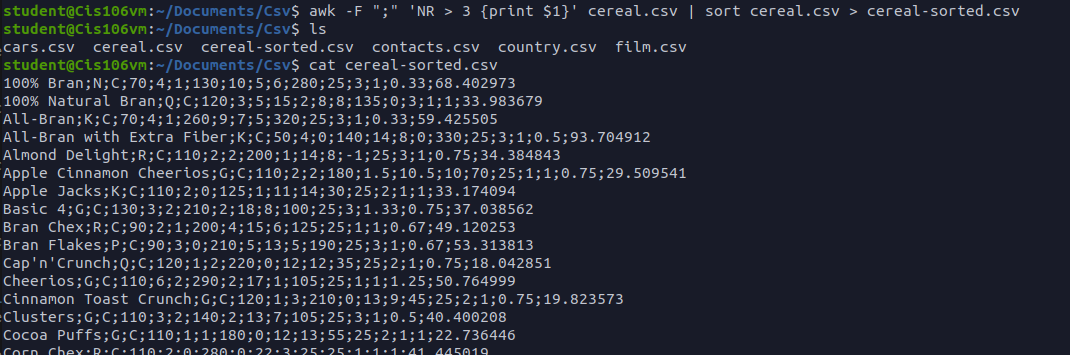 student@Cis106vm:~/Documents/Csv$ awk -F ";" 'NR > 3 {print $1}' cereal.csv | sort cereal.csv > cereal-sorted.csv
student@Cis106vm:~/Documents/Csv$ ls
cars.csv  cereal.csv  cereal-sorted.csv  contacts.csv  country.csv  film.csv
student@Cis106vm:~/Documents/Csv$ cat cereal-sorted.csv
100% Bran;N;C;70;4;1;130;10;5;6;280;25;3;1;0.33;68.402973
100% Natural Bran;Q;C;120;3;5;15;2;8;8;135;0;3;1;1;33.983679
All-Bran;K;C;70;4;1;260;9;7;5;320;25;3;1;0.33;59.425505
All-Bran with Extra Fiber;K;C;50;4;0;140;14;8;0;330;25;3;1;0.5;93.704912
Almond Delight;R;C;110;2;2;200;1;14;8;-1;25;3;1;0.75;34.384843
Apple Cinnamon Cheerios;G;C;110;2;2;180;1.5;10.5;10;70;25;1;1;0.75;29.509541
Apple Jacks;K;C;110;2;0;125;1;11;14;30;25;2;1;1;33.174094
Basic 4;G;C;130;3;2;210;2;18;8;100;25;3;1.33;0.75;37.038562
Bran Chex;R;C;90;2;1;200;4;15;6;125;25;1;1;0.67;49.120253
Bran Flakes;P;C;90;3;0;210;5;13;5;190;25;3;1;0.67;53.313813
Cap'n'Crunch;Q;C;120;1;2;220;0;12;12;35;25;2;1;0.75;18.042851
Cheerios;G;C;110;6;2;290;2;17;1;105;25;1;1;1.25;50.764999
Cinnamon Toast Crunch;G;C;120;1;3;210;0;13;9;45;25;2;1;0.75;19.823573
Clusters;G;C;110;3;2;140;2;13;7;105;25;3;1;0.5;40.400208
Cocoa Puffs;G;C;110;1;1;180;0;12;13;55;25;2;1;1;22.736446
Corn Chex;R;C;110;2;0;280;0;22;3;25;25;1;1;1;41.445019